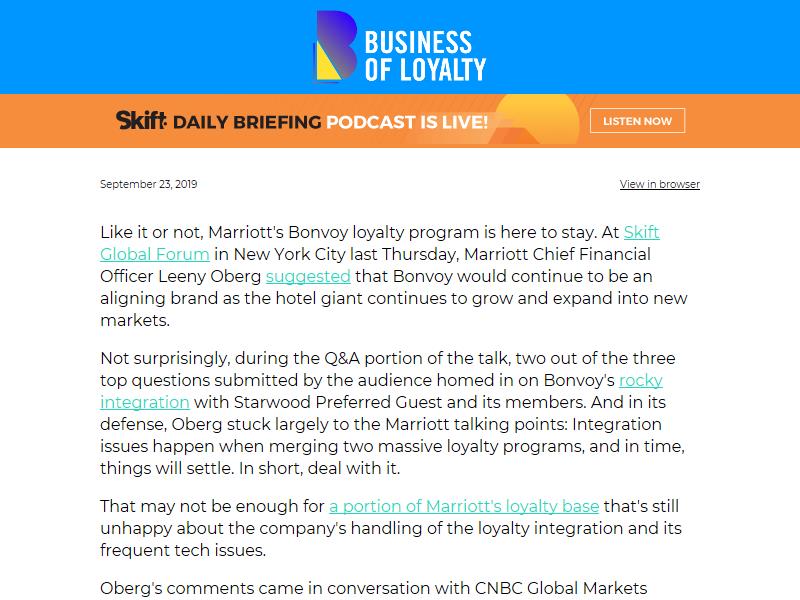 BUSINESS
OF LOYALTY
Skift DAILY BRIEFING PODCAST IS LIVE!
LISTEN NOW
September 23, 2019
View in browser
Like it or not, Marriott's Bonvoy loyalty program is here to stay. At Skift
Global Forum in New York City last Thursday, Marriott Chief Financial
Officer Leeny Oberg suggested that Bonvoy would continue to be an
aligning brand as the hotel giant continues to grow and expand into new
markets.
Not surprisingly, during the Q&A portion of the talk, two out of the three
top questions submitted by the audience homed in on Bonvoy's rocky
integration with Starwood Preferred Guest and its members. And in its
defense, Oberg stuck largely to the Marriott talking points: Integration
issues happen when merging two massive loyalty programs, and in time,
things will settle. In short, deal with it.
That may not be enough for a portion of Marriott's loyalty base that's still
unhappy about the company's handling of the loyalty integration and its
frequent tech issues.
Oberg's comments came in conversation with CNBC Global Markets